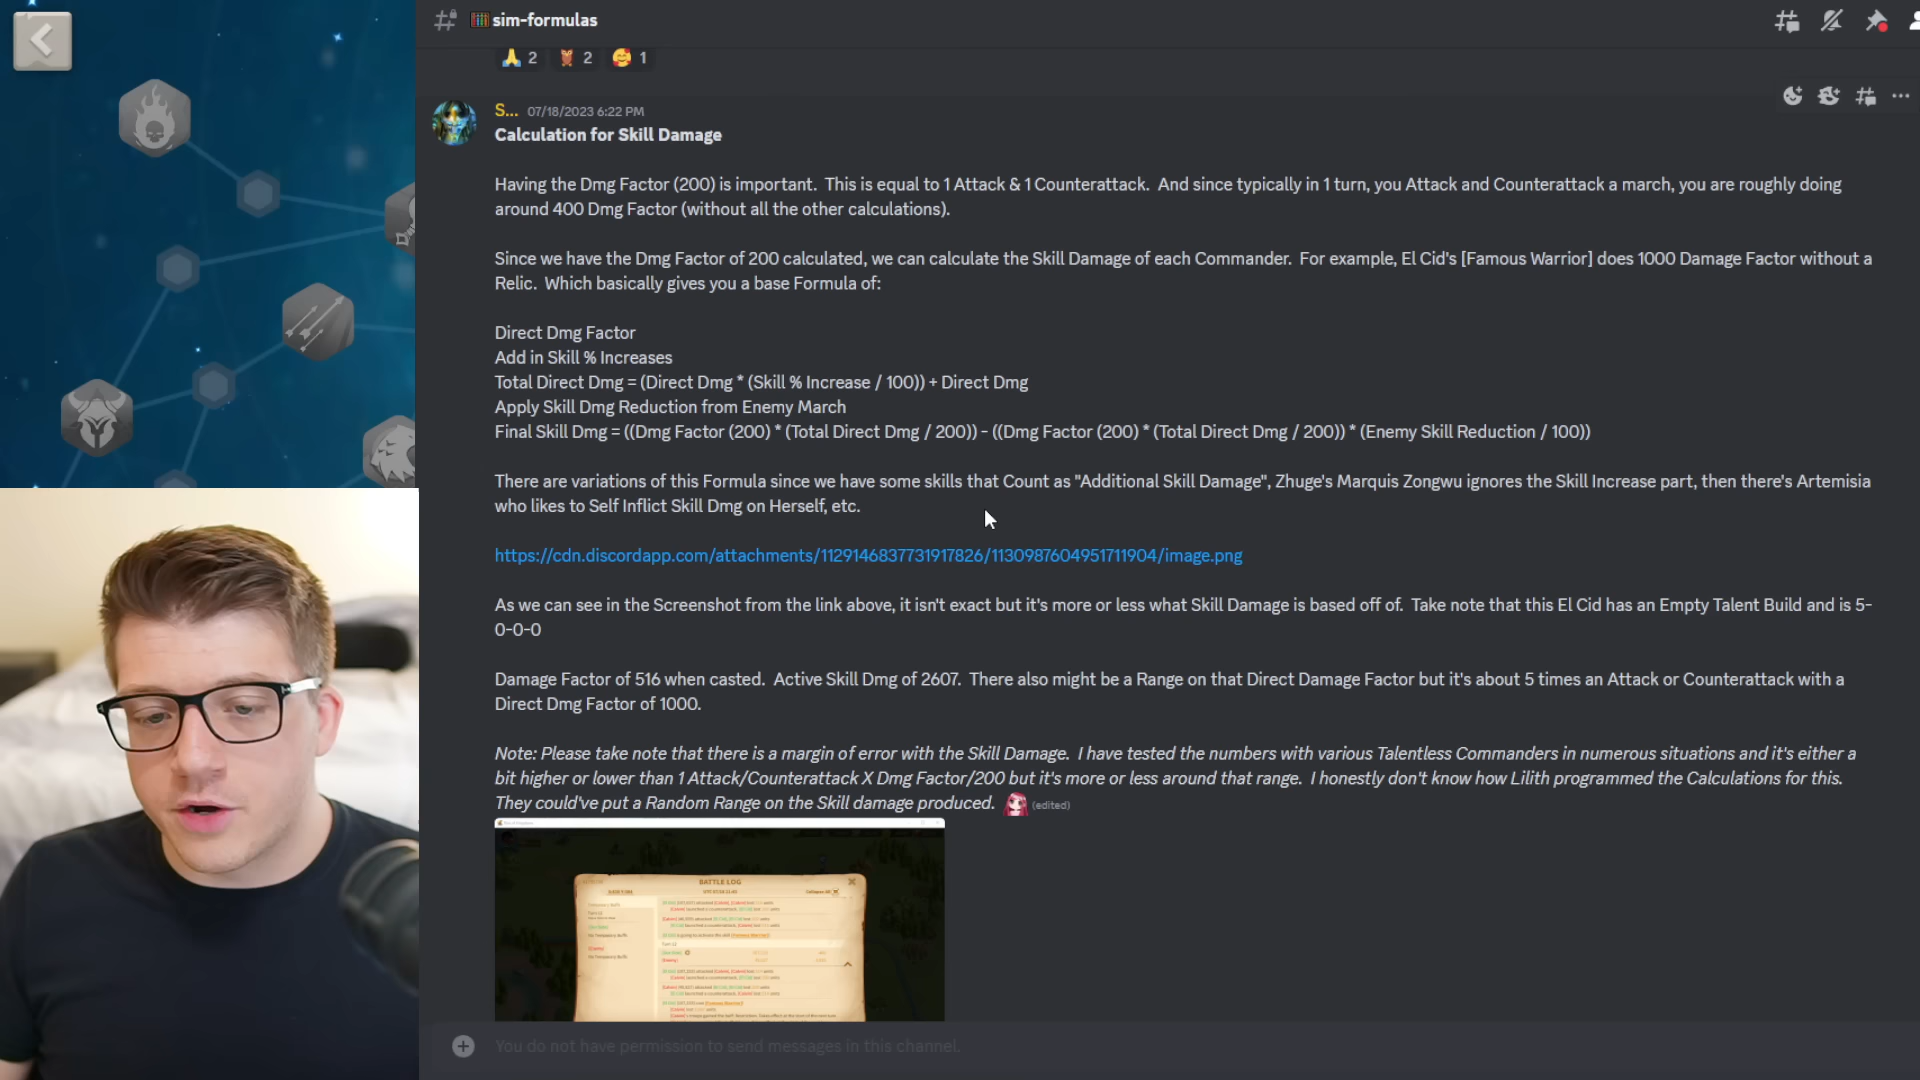 sim-formulas
2 2 1
S... 07/18/2023 6:22 PM
Calculation for Skill Damage
Having the Dmg Factor (200) is important. This is equal to 1 Attack & 1 Counterattack. And since typically in 1 turn, you Attack and Counterattack a march, you are roughly doing
around 400 Dmg Factor (without all the other calculations).
Since we have the Dmg Factor of 200 calculated, we can calculate the Skill Damage of each Commander. For example, El Cid's [Famous Warrior] does 1000 Damage Factor without a
Relic. Which basically gives you a base Formula of:
Direct Dmg Factor
Add in Skill % Increases
Total Direct Dmg = (Direct Dmg * (Skill % Increase / 100)) + Direct Dmg
Apply Skill Dmg Reduction from Enemy March
Final Skill Dmg = ((Dmg Factor (200) * (Total Direct Dmg / 200)) - ((Dmg Factor (200) * (Total Direct Dmg / 200)) * (Enemy Skill Reduction / 100))
There are variations of this Formula since we have some skills that Count as "Additional Skill Damage", Zhuge's Marquis Zongwu ignores the Skill Increase part, then there's Artemisia
who likes to Self Inflict Skill Dmg on Herself, etc.
https://cdn.discordapp.com/attachments/1129146837731917826/1130987604951711904/image.png
As we can see in the Screenshot from the link above, it isn't exact but it's more or less what Skill Damage is based off of. Take note that this El Cid has an Empty Talent Build and is 5-
0-0-0
Damage Factor of 516 when casted. Active Skill Dmg of 2607. There also might be a Range on that Direct Damage Factor but it's about 5 times an Attack or Counterattack with a
Direct Dmg Factor of 1000.
Note: Please take note that there is a margin of error with the Skill Damage. I have tested the numbers with various Talentless Commanders in numerous situations and it's either a
bit higher or lower than 1 Attack/Counterattack X Dmg Factor/200 but it's more or less around that range. I honestly don't know how Lilith programmed the Calculations for this.
They could've put a Random Range on the Skill damage produced. (edited)
BATTLE LOG
You do not have permission to send messages in this channel.